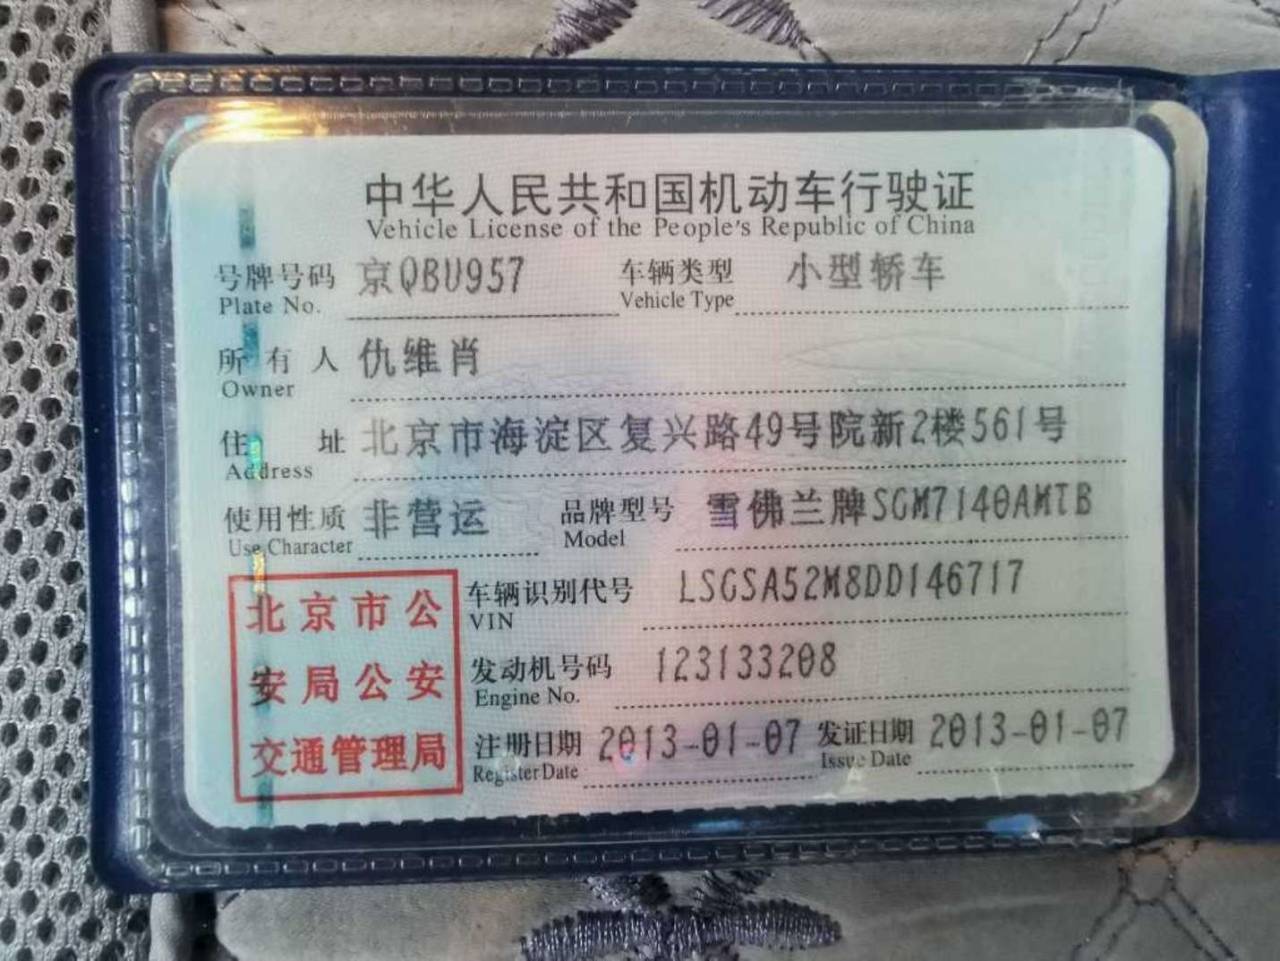 中华人民共和国机动车行驶证
Vehicle License of the People's Republic of China
号牌号码 京QBU957 车辆类型 小型轿车
Plate No. Vehicle Type
所有人 仇维肖
Owner
住址 北京市海淀区复兴路49号院新2楼561号
Address
使用性质 非营运 品牌型号 雪佛兰牌SGM7140AMTB
Use Character Model
北京市公
安局公安
交通管理局
车辆识别代号 LSGSA52M8DD146717
VIN
发动机号码 123133208
Engine No.
注册日期 2013-01-07 发证日期 2013-01-07
Register Date Issue Date